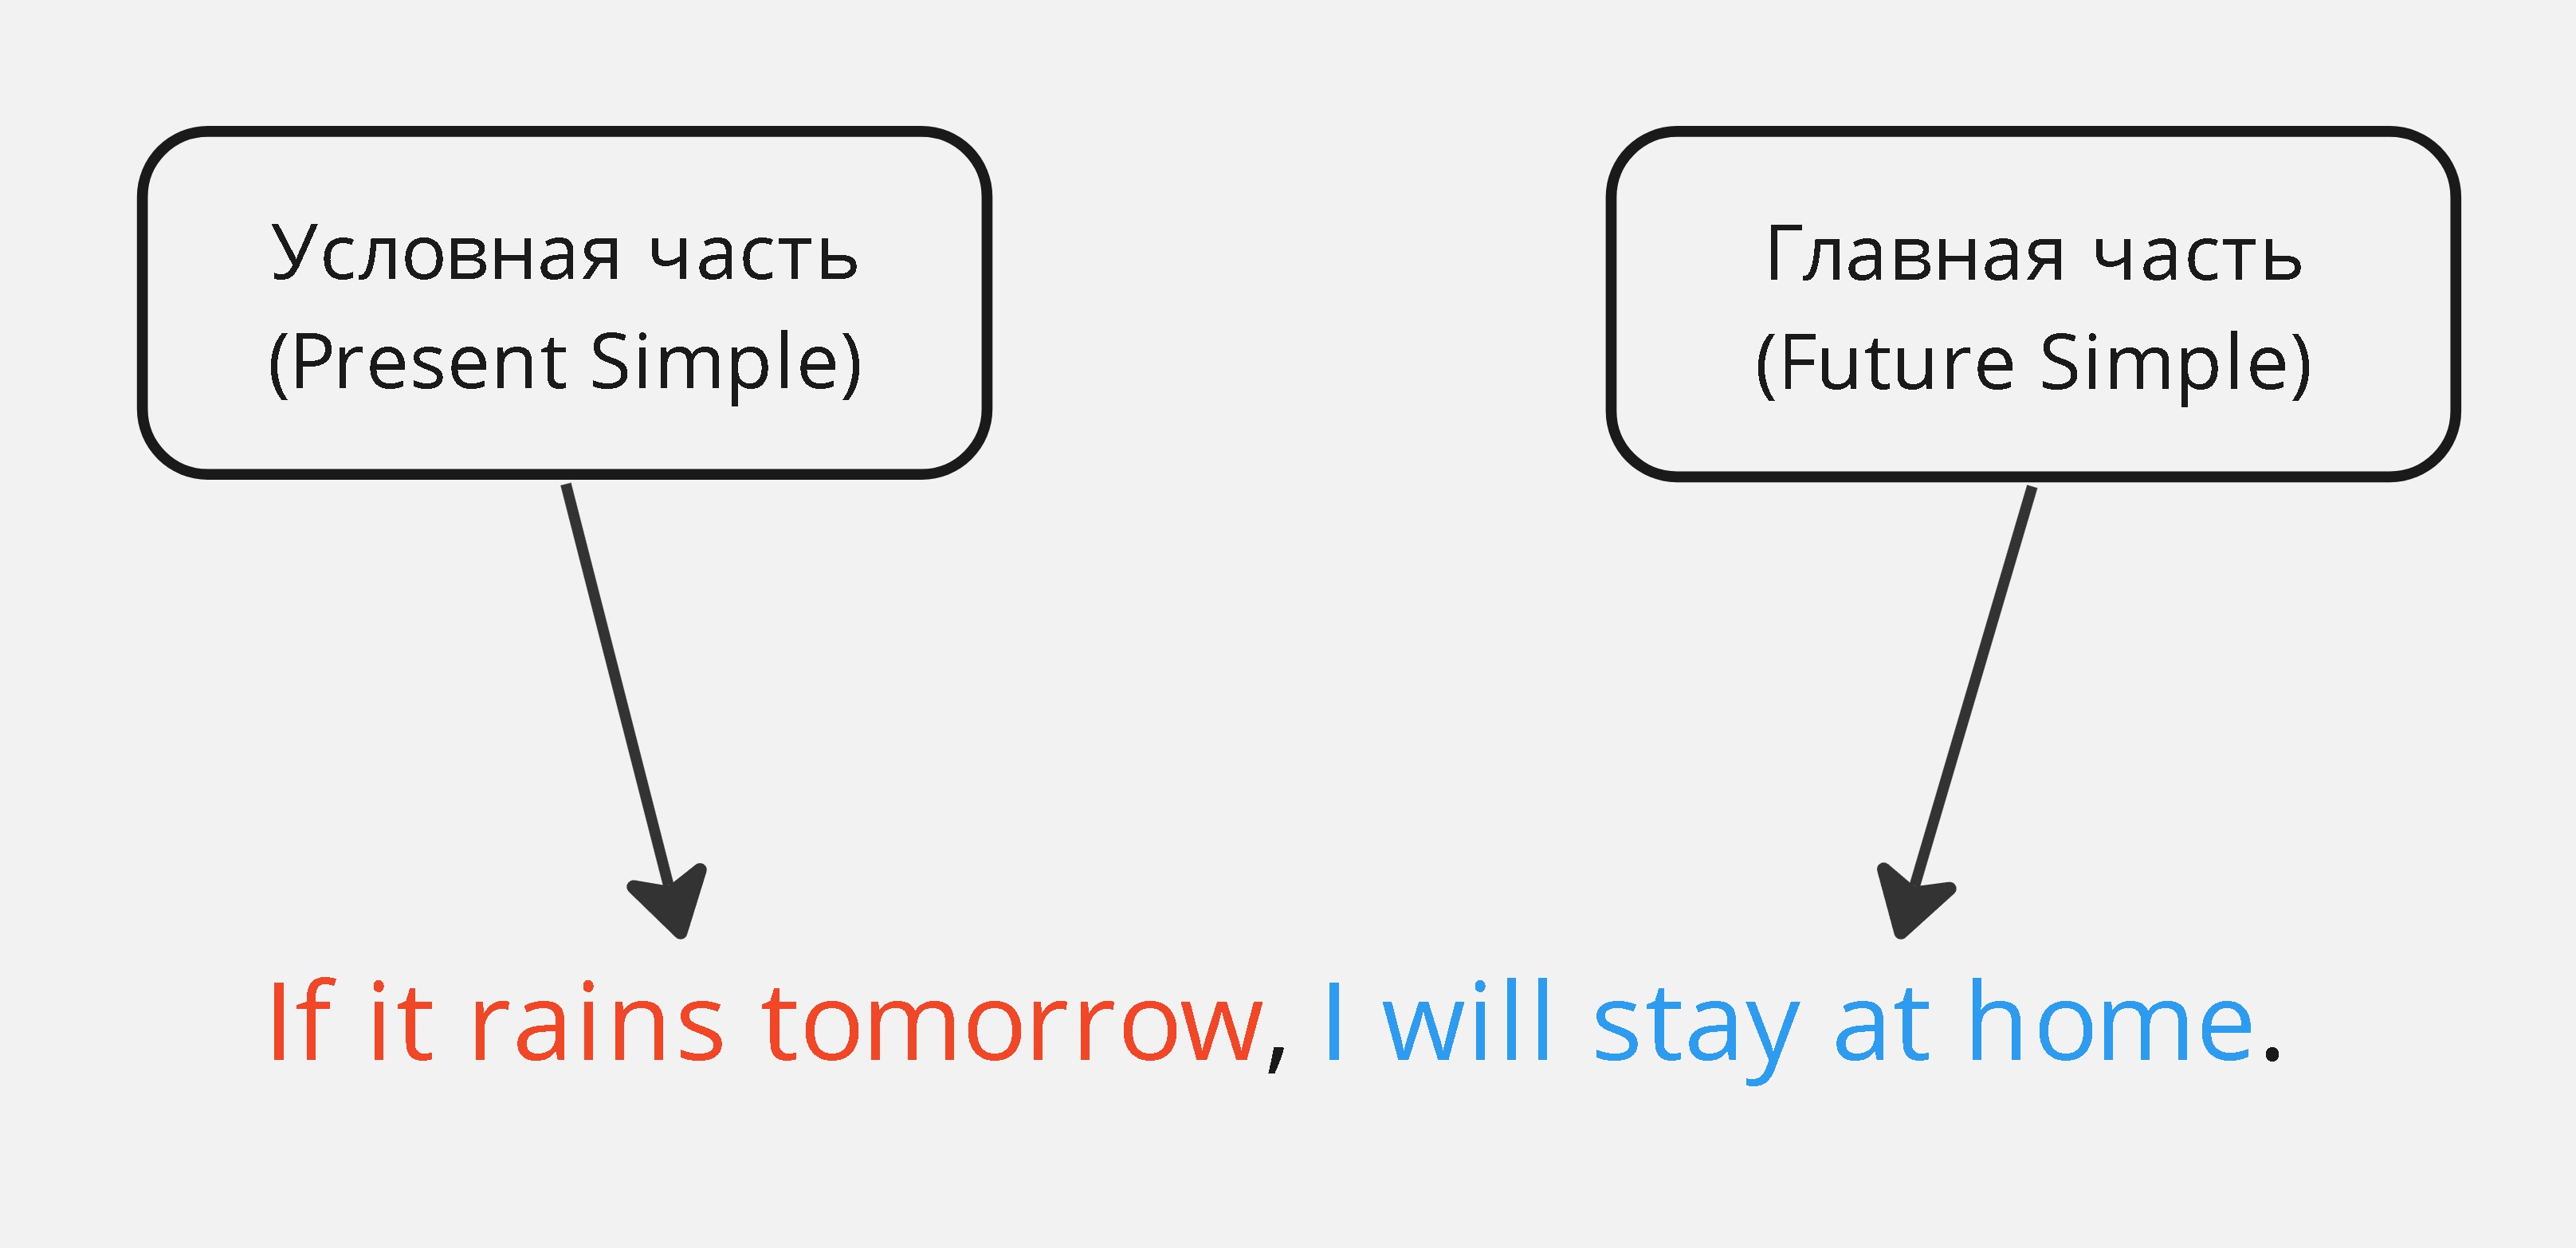 Условная часть
(Present Simple)
Главная часть
(Future Simple)
If it rains tomorrow, I will stay at home.